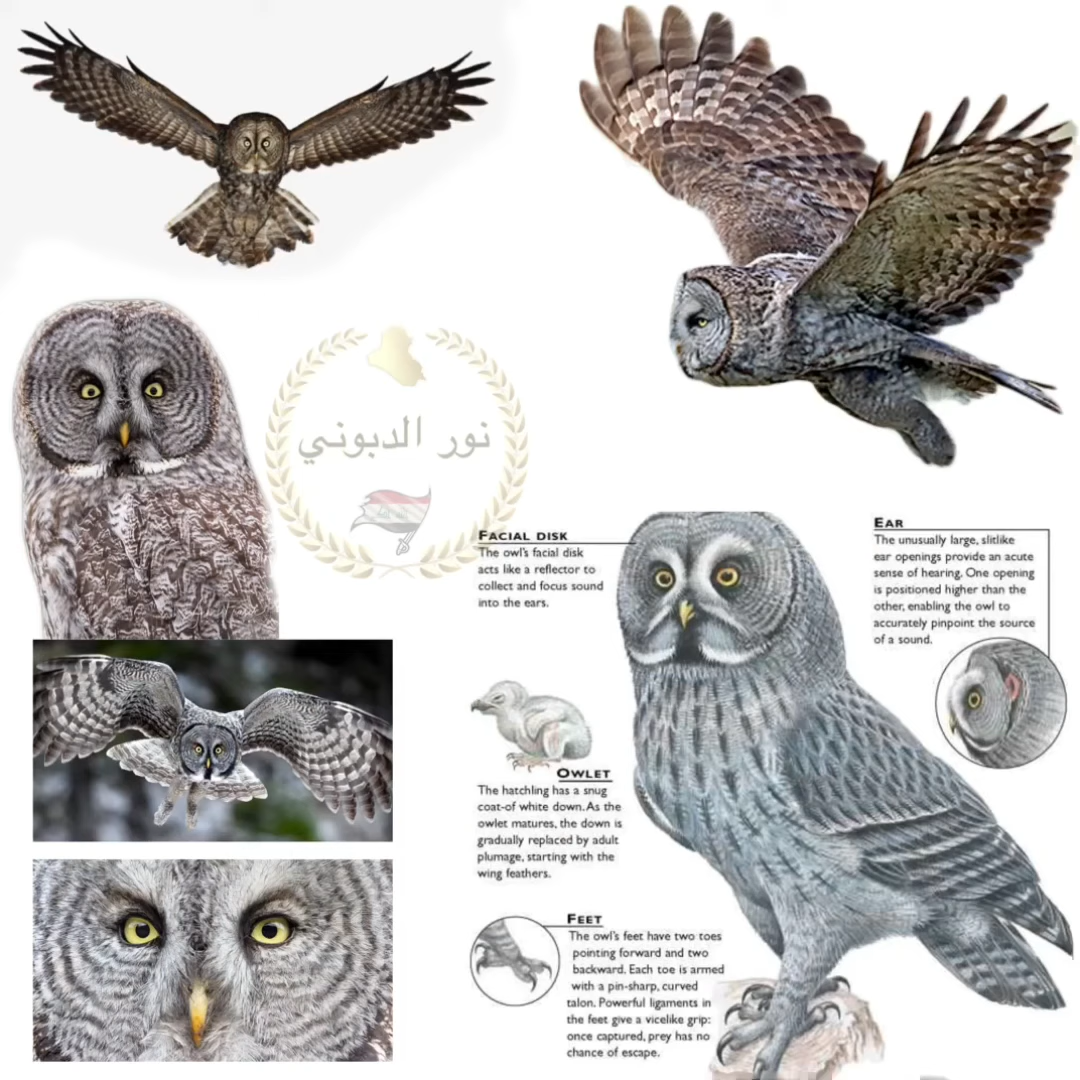 نور الدبوني
FACIAL DISK
The owl's facial disk
acts like a reflector to
collect and focus sound
into the ears.
EAR
The unusually large, slitlike
ear openings provide an acute
sense of hearing. One opening
is positioned higher than the
other, enabling the owl to
accurately pinpoint the source
of a sound.
OWLET
The hatchling has a snug
coat-of white down. As the
owlet matures, the down is
gradually replaced by adult
plumage, starting with the
wing feathers.
FEET
The owl's feet have two toes
pointing forward and two
backward. Each toe is armed
with a pin-sharp, curved
talon. Powerful ligaments in
the feet give a vicelike grip:
once captured, prey has no
chance of escape.